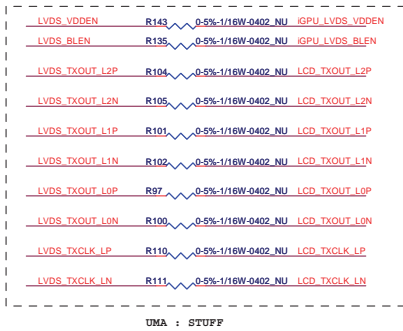 LVDS_VDDEN R143 0-5%-1/16W-0402_NU iGPU_LVDS_VDDEN
LVDS_BLEN R135 0-5%-1/16W-0402_NU iGPU_LVDS_BLEN
LVDS_TXOUT_L2P R104 0-5%-1/16W-0402_NU LCD_TXOUT_L2P
LVDS_TXOUT_L2N R105 0-5%-1/16W-0402_NU LCD_TXOUT_L2N
LVDS_TXOUT_L1P R101 0-5%-1/16W-0402_NU LCD_TXOUT_L1P
LVDS_TXOUT_L1N R102 0-5%-1/16W-0402_NU LCD_TXOUT_L1N
LVDS_TXOUT_L0P R97 0-5%-1/16W-0402_NU LCD_TXOUT_L0P
LVDS_TXOUT_L0N R100 0-5%-1/16W-0402_NU LCD_TXOUT_L0N
LVDS_TXCLK_LP R110 0-5%-1/16W-0402_NU LCD_TXCLK_LP
LVDS_TXCLK_LN R111 0-5%-1/16W-0402_NU LCD_TXCLK_LN
UMA : STUFF